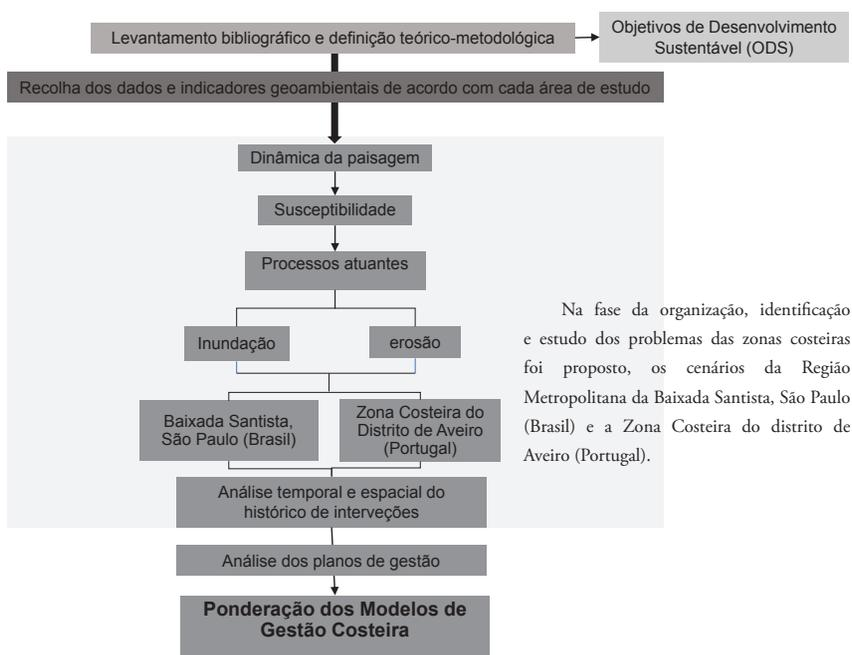 Levantamento bibliográfico e definição teórico-metodológica
Objetivos de Desenvolvimento
Sustentável (ODS)
Recolha dos dados e indicadores geoambientais de acordo com cada área de estudo
Dinâmica da paisagem
Susceptibilidade
Processos atuantes
Inundação
erosão
Baixada Santista,
São Paulo (Brasil)
Zona Costeira do
Distrito de Aveiro
(Portugal)
Análise temporal e espacial do
histórico de interveções
Análise dos planos de gestão
Ponderação dos Modelos de
Gestão Costeira
Na fase da organização, identificação
e estudo dos problemas das zonas costeiras
foi proposto, os cenários da Região
Metropolitana da Baixada Santista, São Paulo
(Brasil) e a Zona Costeira do distrito de
Aveiro (Portugal).